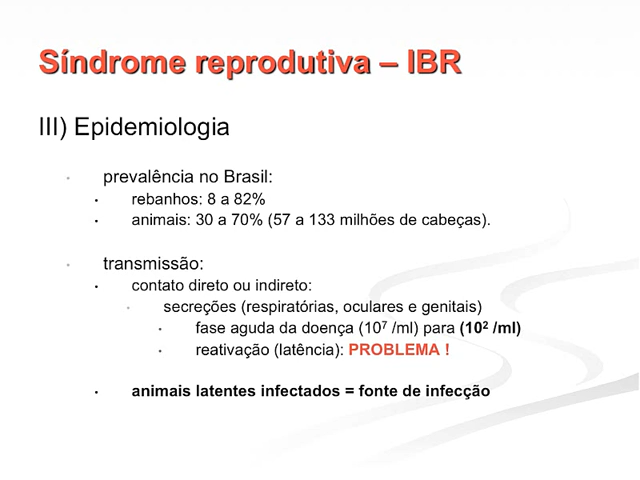 Síndrome reprodutiva – IBR
III) Epidemiologia
prevalência no Brasil:
rebanhos: 8 a 82%
animais: 30 a 70% (57 a 133 milhões de cabeças).
transmissão:
contato direto ou indireto:
secreções (respiratórias, oculares e genitais)
fase aguda da doença (10⁷ /ml) para (10² /ml)
reativação (latência): PROBLEMA !
animais latentes infectados = fonte de infecção